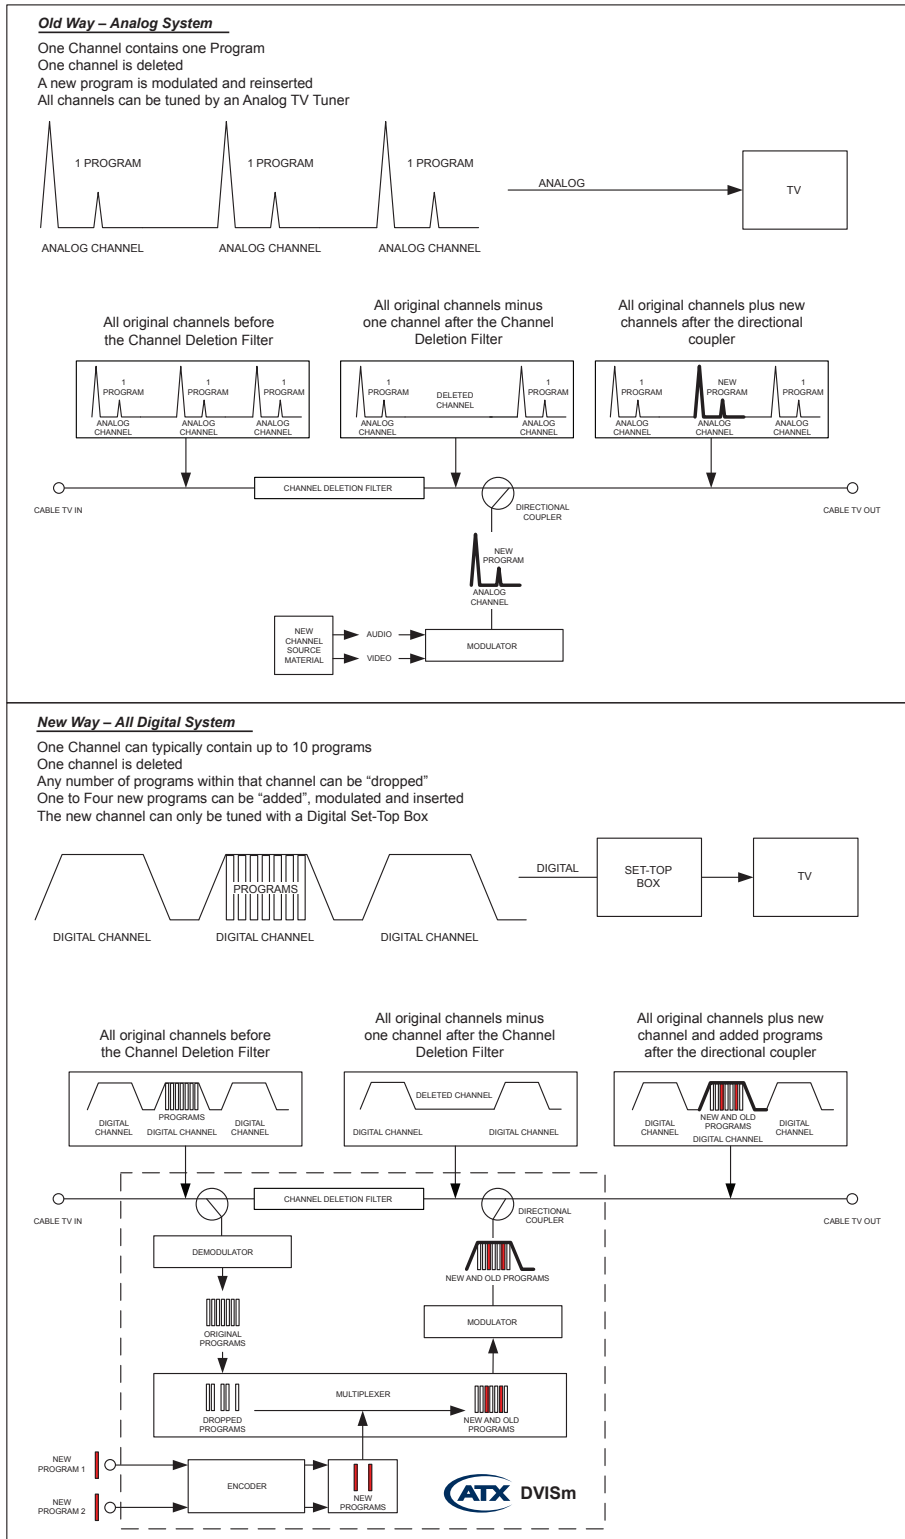 Old Way – Analog System
One Channel contains one Program
One channel is deleted
A new program is modulated and reinserted
All channels can be tuned by an Analog TV Tuner
1 PROGRAM
1 PROGRAM
1 PROGRAM
ANALOG
TV
ANALOG CHANNEL
ANALOG CHANNEL
ANALOG CHANNEL
All original channels before
the Channel Deletion Filter
All original channels minus
one channel after the Channel
Deletion Filter
All original channels plus new
channels after the directional
coupler
1
PROGRAM
1
PROGRAM
1
PROGRAM
ANALOG
CHANNEL
ANALOG
CHANNEL
ANALOG
CHANNEL
1
PROGRAM
DELETED
CHANNEL
1
PROGRAM
ANALOG
CHANNEL
ANALOG
CHANNEL
1
PROGRAM
NEW
PROGRAM
1
PROGRAM
ANALOG
CHANNEL
ANALOG
CHANNEL
ANALOG
CHANNEL
CABLE TV IN
CHANNEL DELETION FILTER
DIRECTIONAL
COUPLER
CABLE TV OUT
NEW
PROGRAM
ANALOG
CHANNEL
NEW
CHANNEL
SOURCE
MATERIAL
AUDIO
VIDEO
MODULATOR
New Way – All Digital System
One Channel can typically contain up to 10 programs
One channel is deleted
Any number of programs within that channel can be “dropped”
One to Four new programs can be “added”, modulated and inserted
The new channel can only be tuned with a Digital Set-Top Box
PROGRAMS
DIGITAL
SET-TOP
BOX
TV
DIGITAL CHANNEL
DIGITAL CHANNEL
DIGITAL CHANNEL
All original channels before
the Channel Deletion Filter
All original channels minus
one channel after the Channel
Deletion Filter
All original channels plus new
channel and added programs
after the directional coupler
PROGRAMS
DIGITAL
CHANNEL
DIGITAL CHANNEL
DIGITAL
CHANNEL
DELETED CHANNEL
DIGITAL CHANNEL
DIGITAL CHANNEL
DIGITAL
CHANNEL
NEW AND OLD
PROGRAMS
DIGITAL CHANNEL
DIGITAL
CHANNEL
CABLE TV IN
CHANNEL DELETION FILTER
DIRECTIONAL
COUPLER
CABLE TV OUT
DEMODULATOR
NEW AND OLD PROGRAMS
ORIGINAL
PROGRAMS
MODULATOR
MULTIPLEXER
DROPPED
PROGRAMS
NEW AND OLD
PROGRAMS
NEW
PROGRAM 1
NEW
PROGRAM 2
ENCODER
NEW
PROGRAMS
ATX DVISm